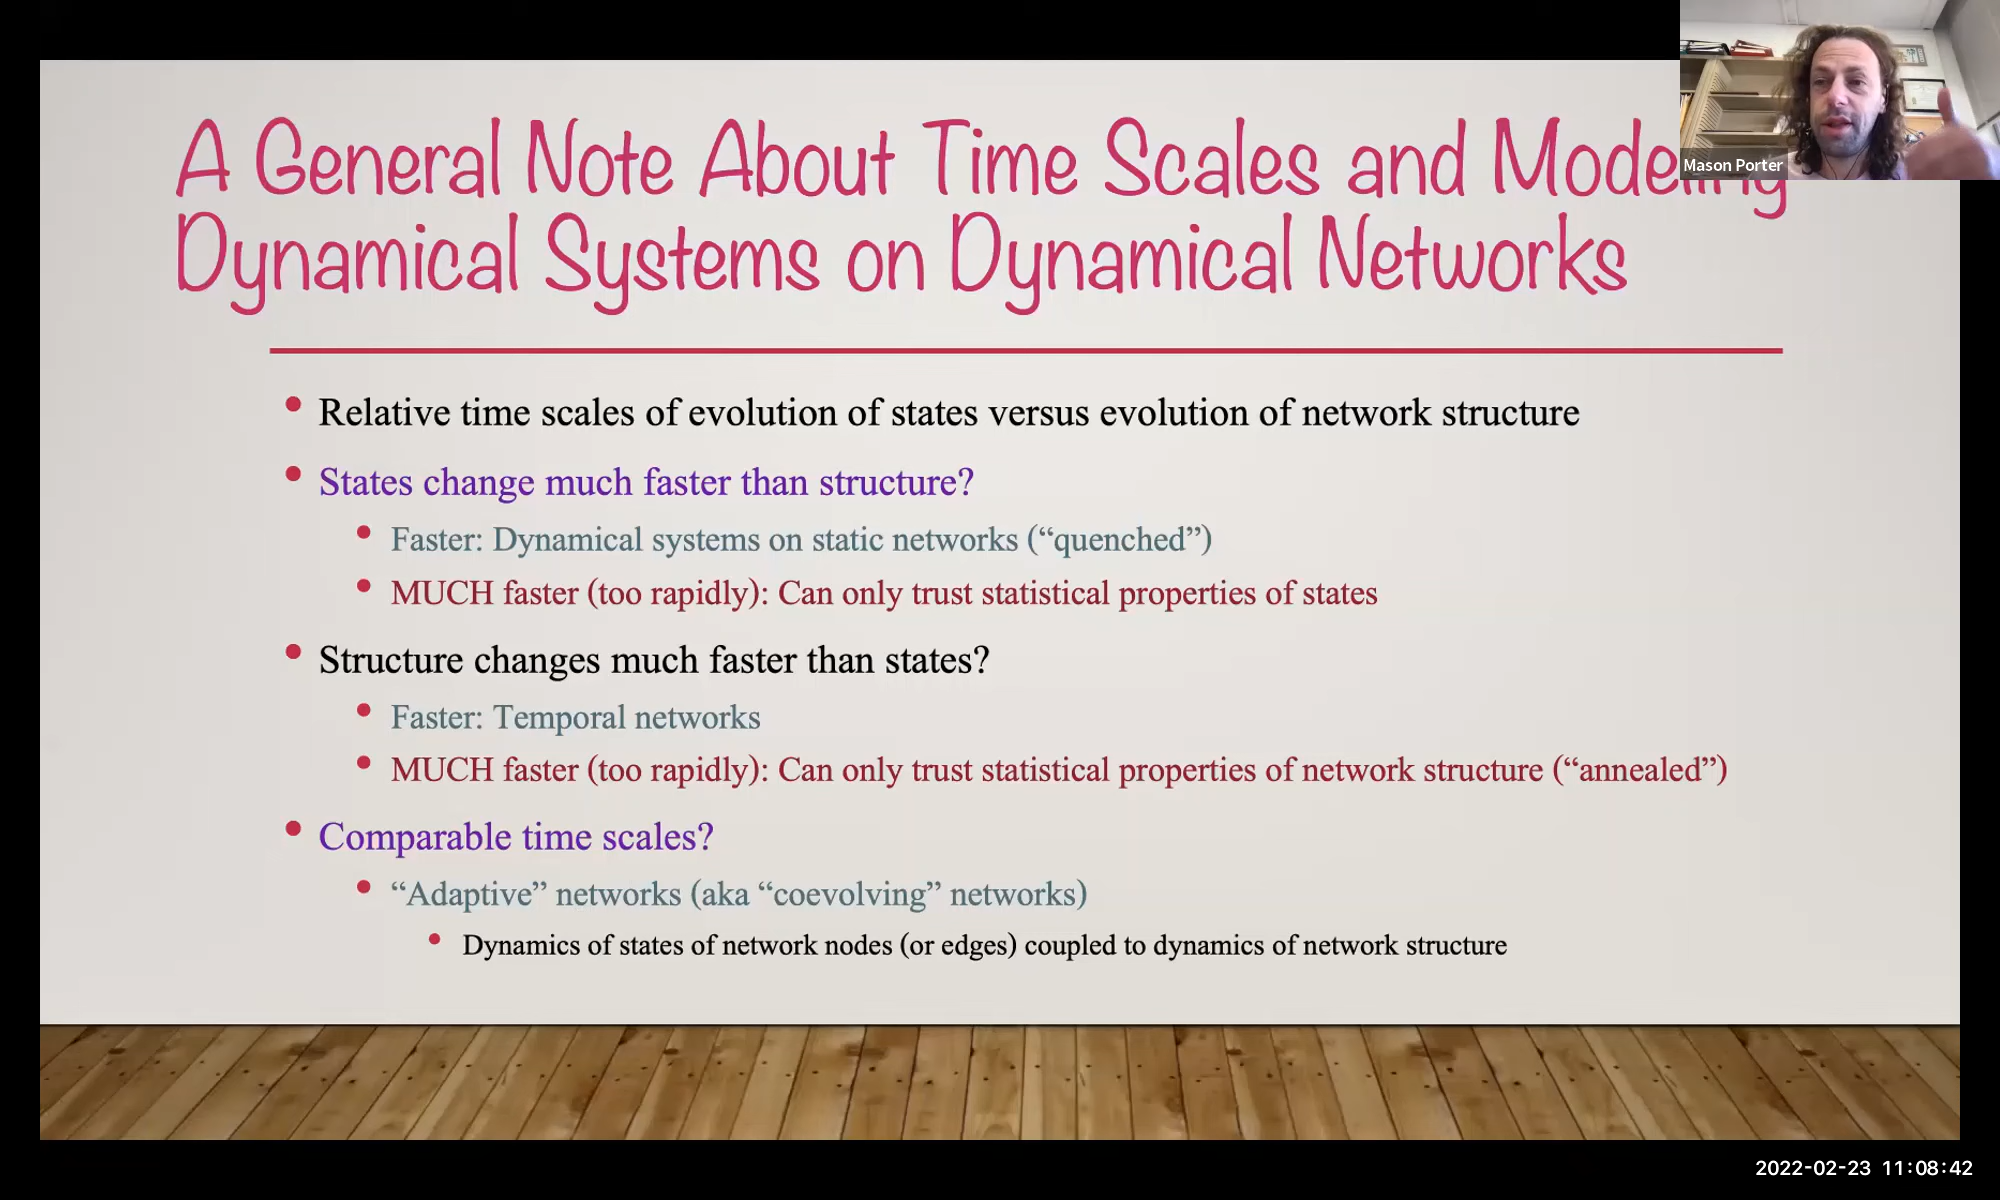 A General Note About Time Scales and Modeling
Dynamical Systems on Dynamical Networks
Mason Porter
• Relative time scales of evolution of states versus evolution of network structure
• States change much faster than structure?
• Faster: Dynamical systems on static networks (“quenched”)
• MUCH faster (too rapidly): Can only trust statistical properties of states
• Structure changes much faster than states?
• Faster: Temporal networks
• MUCH faster (too rapidly): Can only trust statistical properties of network structure (“annealed”)
• Comparable time scales?
• “Adaptive” networks (aka “coevolving” networks)
• Dynamics of states of network nodes (or edges) coupled to dynamics of network structure
2022-02-23 11:08:42